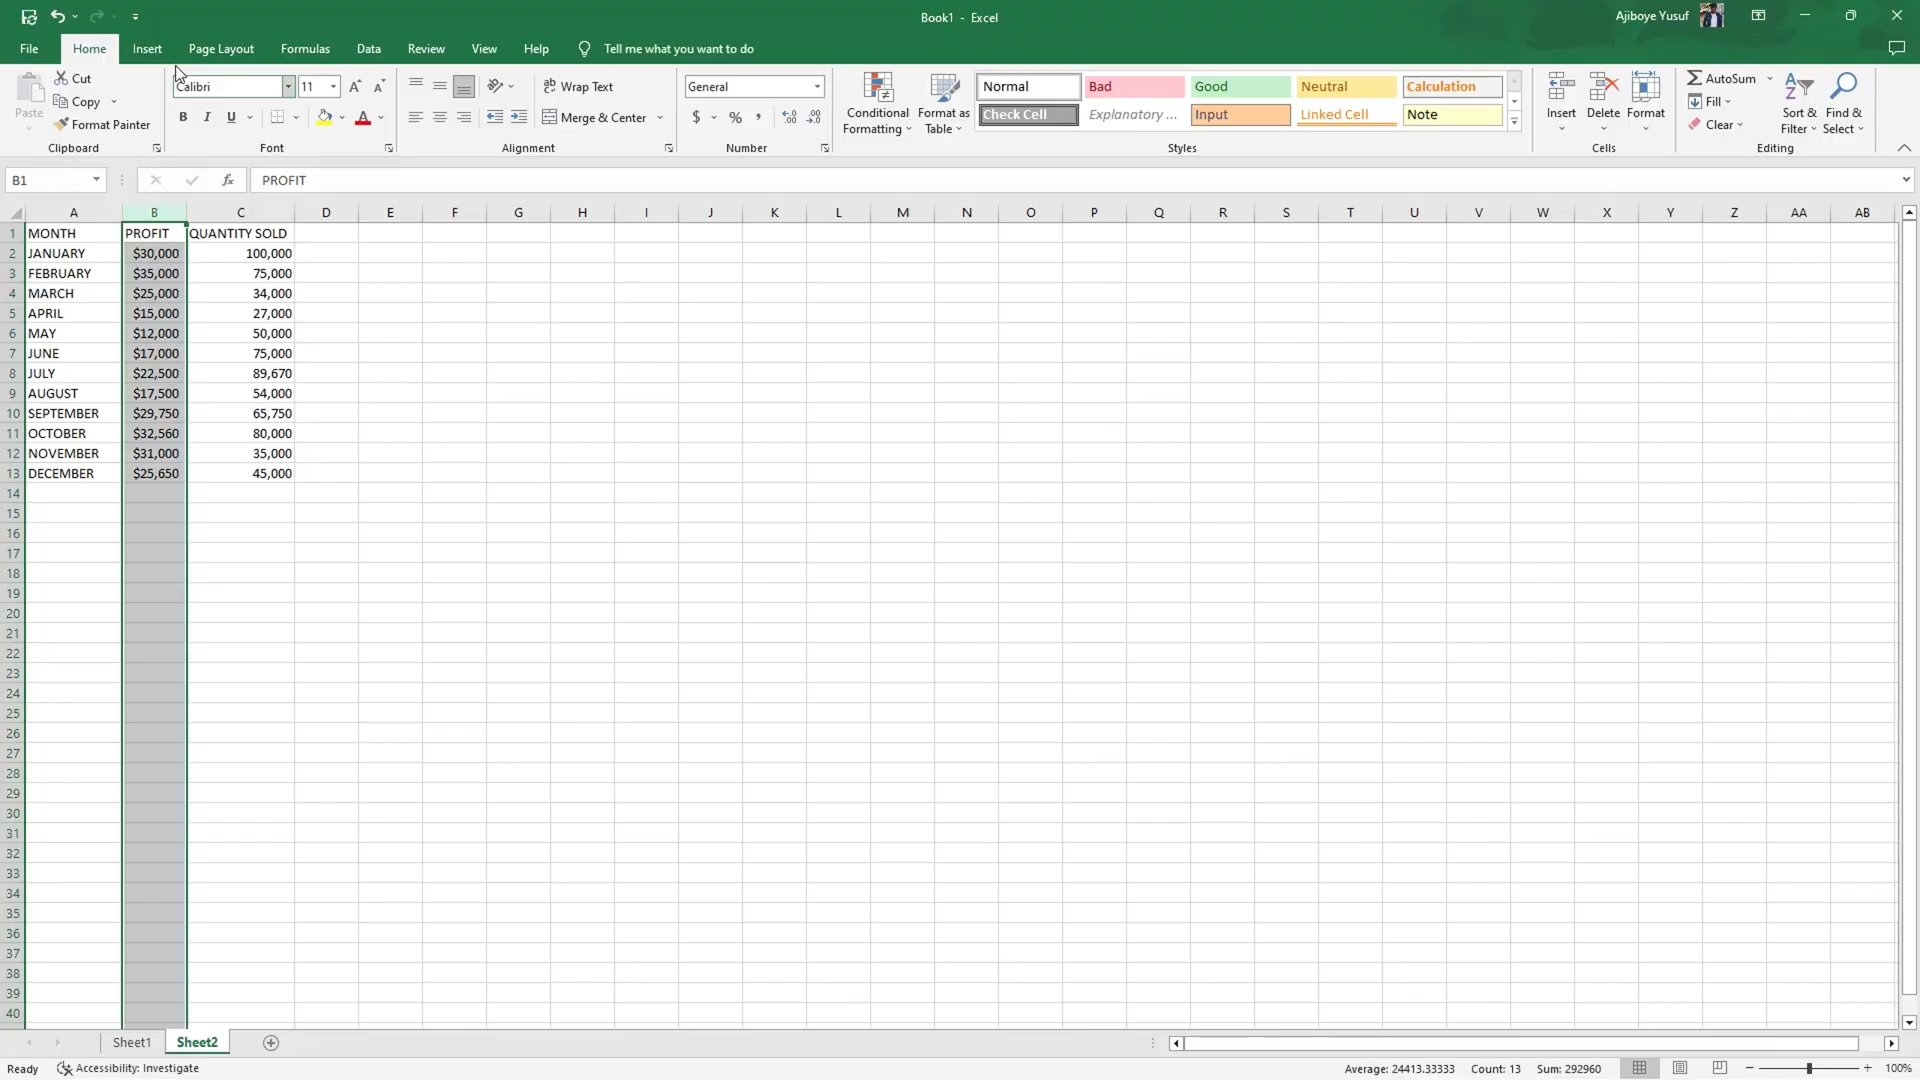 Book1 - Excel
Ajiboye Yusuf
File Home Insert Page Layout Formulas Data Review View Help Tell me what you want to do
Paste
Cut
Copy
Format Painter
Clipboard
Calibri 11
B I U A
Font
Wrap Text
Merge & Center
Alignment
General
$ % ,
Number
Conditional Formatting
Format as Table
Normal Bad Good Neutral Calculation
Check Cell Explanatory ... Input Linked Cell Note
Styles
Insert Delete Format
Cells
AutoSum
Fill
Clear
Sort & Filter
Find & Select
Editing
B1 fx PROFIT
A B C D E F G H I J K L M N O P Q R S T U V W X Y Z AA AB
1 MONTH PROFIT QUANTITY SOLD
2 JANUARY $30,000 100,000
3 FEBRUARY $35,000 75,000
4 MARCH $25,000 34,000
5 APRIL $15,000 27,000
6 MAY $12,000 50,000
7 JUNE $17,000 75,000
8 JULY $22,500 89,670
9 AUGUST $17,500 54,000
10 SEPTEMBER $29,750 65,750
11 OCTOBER $32,560 80,000
12 NOVEMBER $31,000 35,000
13 DECEMBER $25,650 45,000
14
15
16
17
18
19
20
21
22
23
24
25
26
27
28
29
30
31
32
33
34
35
36
37
38
39
40
Sheet1 Sheet2
Ready Accessibility: Investigate Average: 24413.33333 Count: 13 Sum: 292960 100%